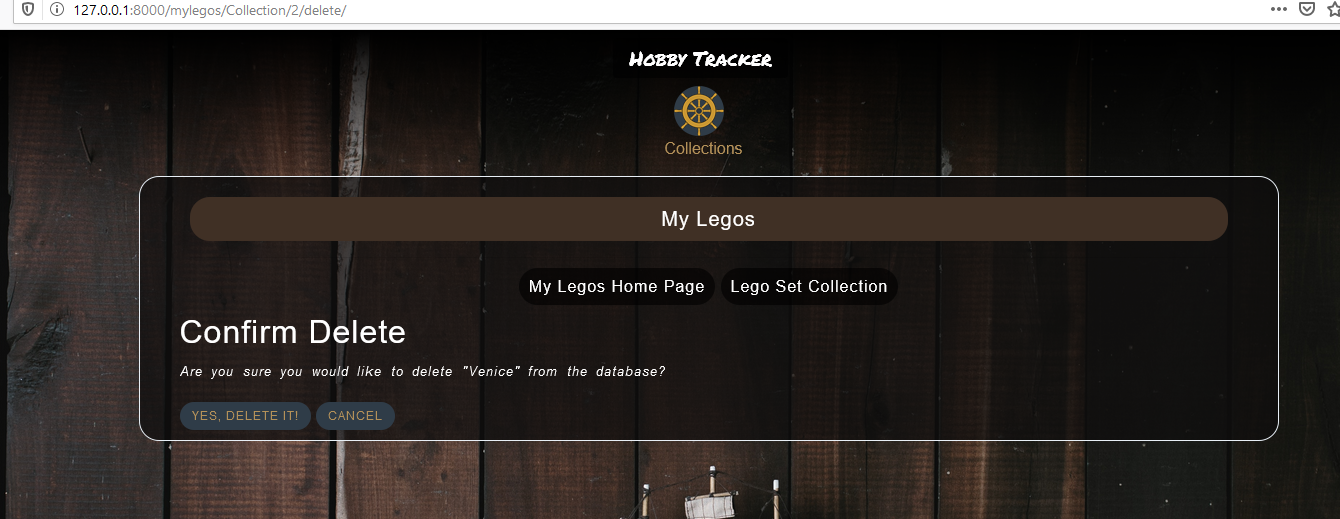 127.0.0.1:8000/mylegos/Collection/2/delete/
Hobby Tracker
Collections
My Legos
My Legos Home Page Lego Set Collection
Confirm Delete
Are you sure you would like to delete "Venice" from the database?
YES, DELETE IT! CANCEL